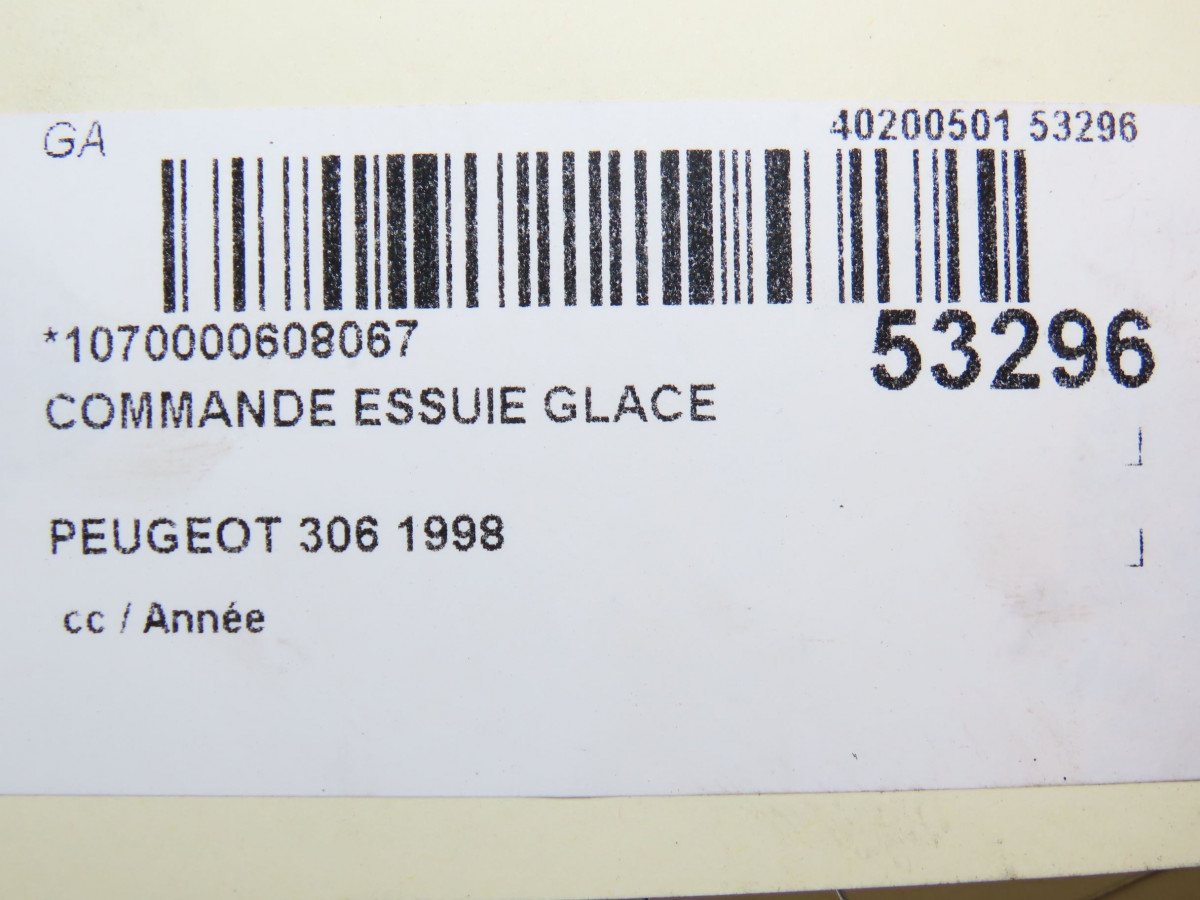 GA
40200501 53296
*1070000608067
53296
COMMANDE ESSUIE GLACE
PEUGEOT 306 1998
cc / Année